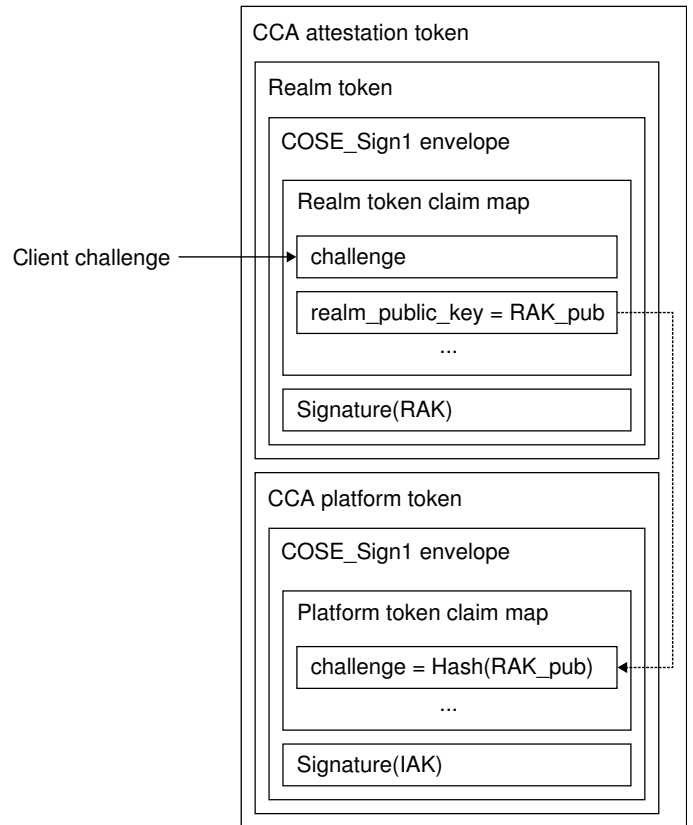 CCA attestation token
Realm token
COSE_Sign1 envelope
Realm token claim map
Client challenge
challenge
realm_public_key = RAK_pub
...
Signature(RAK)
CCA platform token
COSE_Sign1 envelope
Platform token claim map
challenge = Hash(RAK_pub)
...
Signature(IAK)